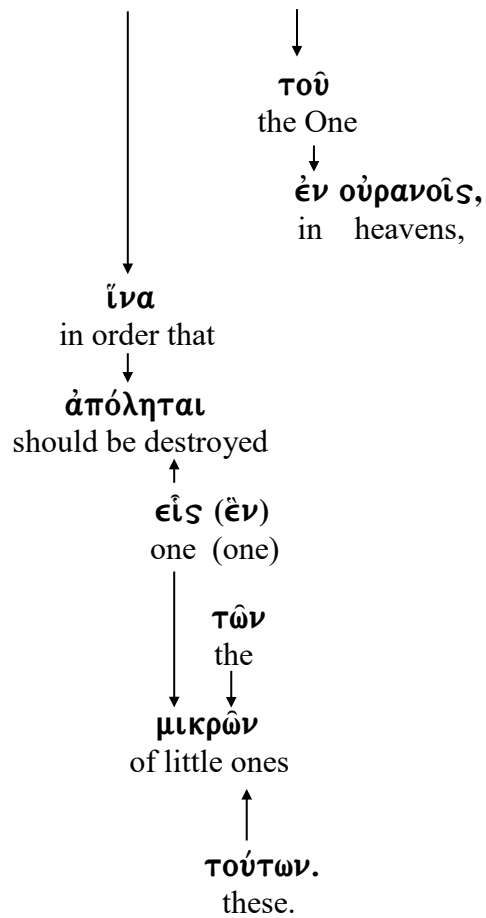 τοῦ
the One
ἐν οὐρανοῖς,
in heavens,
ἵνα
in order that
ἀπόληται
should be destroyed
εἷς (ἓν)
one (one)
τῶν
the
μικρῶν
of little ones
τούτων.
these.